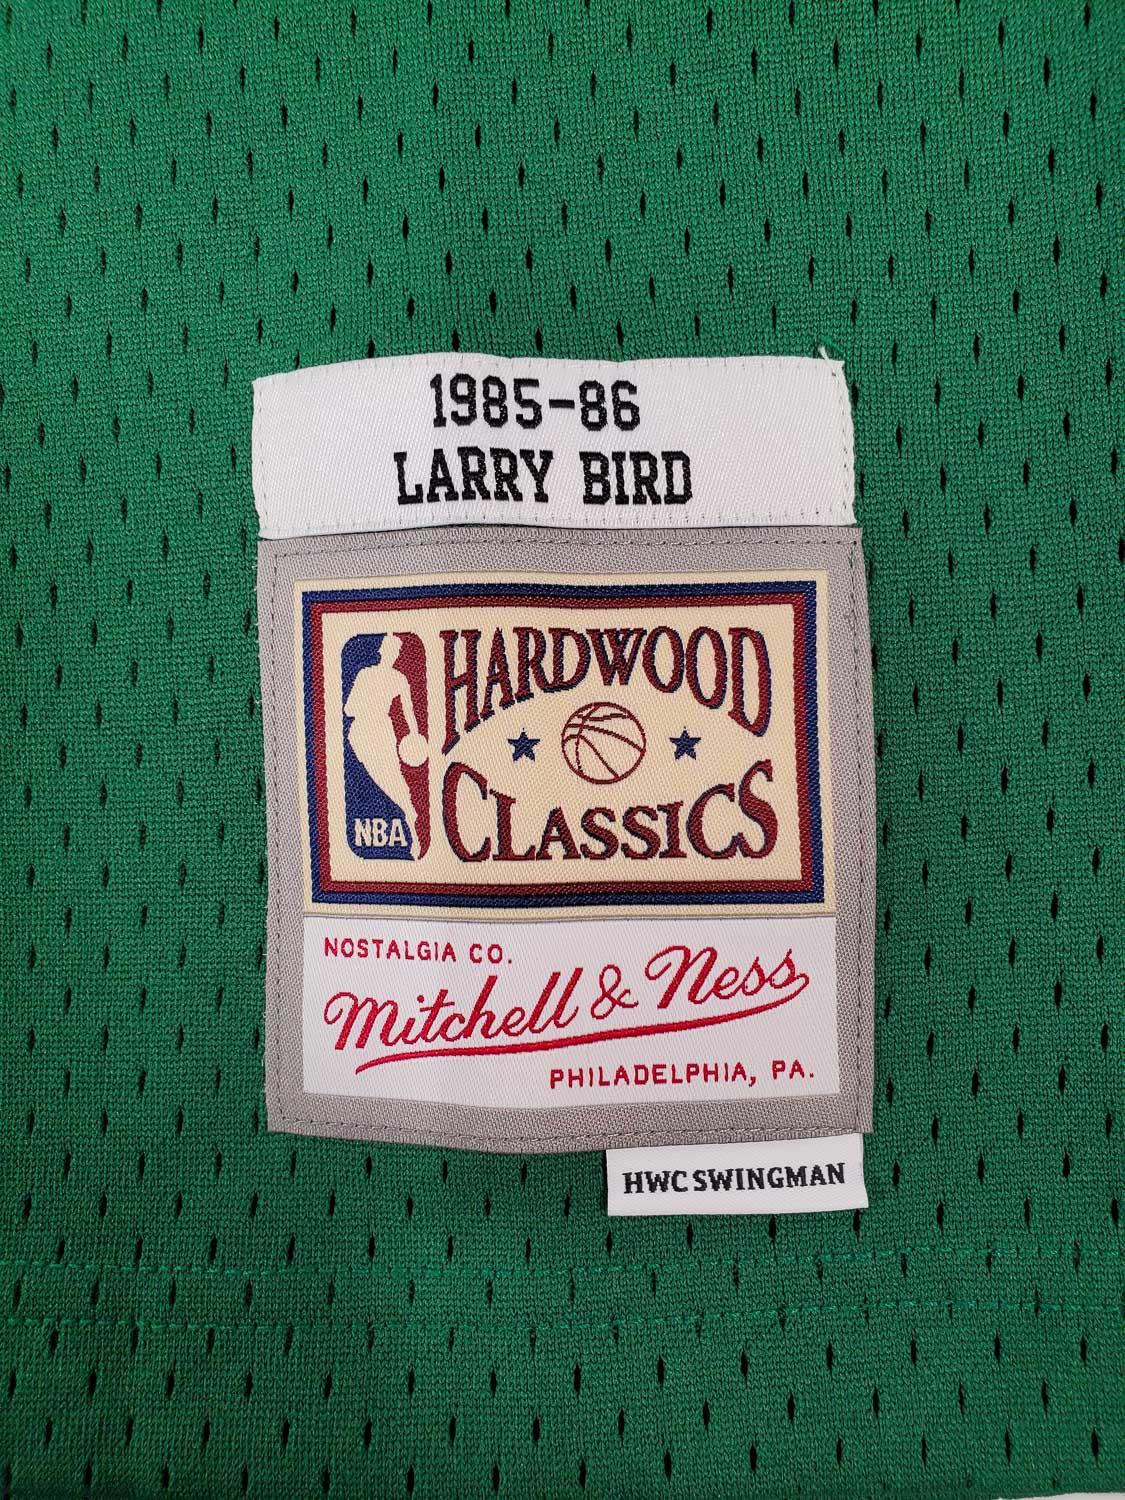 1985-86
LARRY BIRD
HARDWOOD
CLASSICS
NBA
NOSTALGIA CO.
Mitchell & Ness
PHILADELPHIA, PA.
HWC SWINGMAN